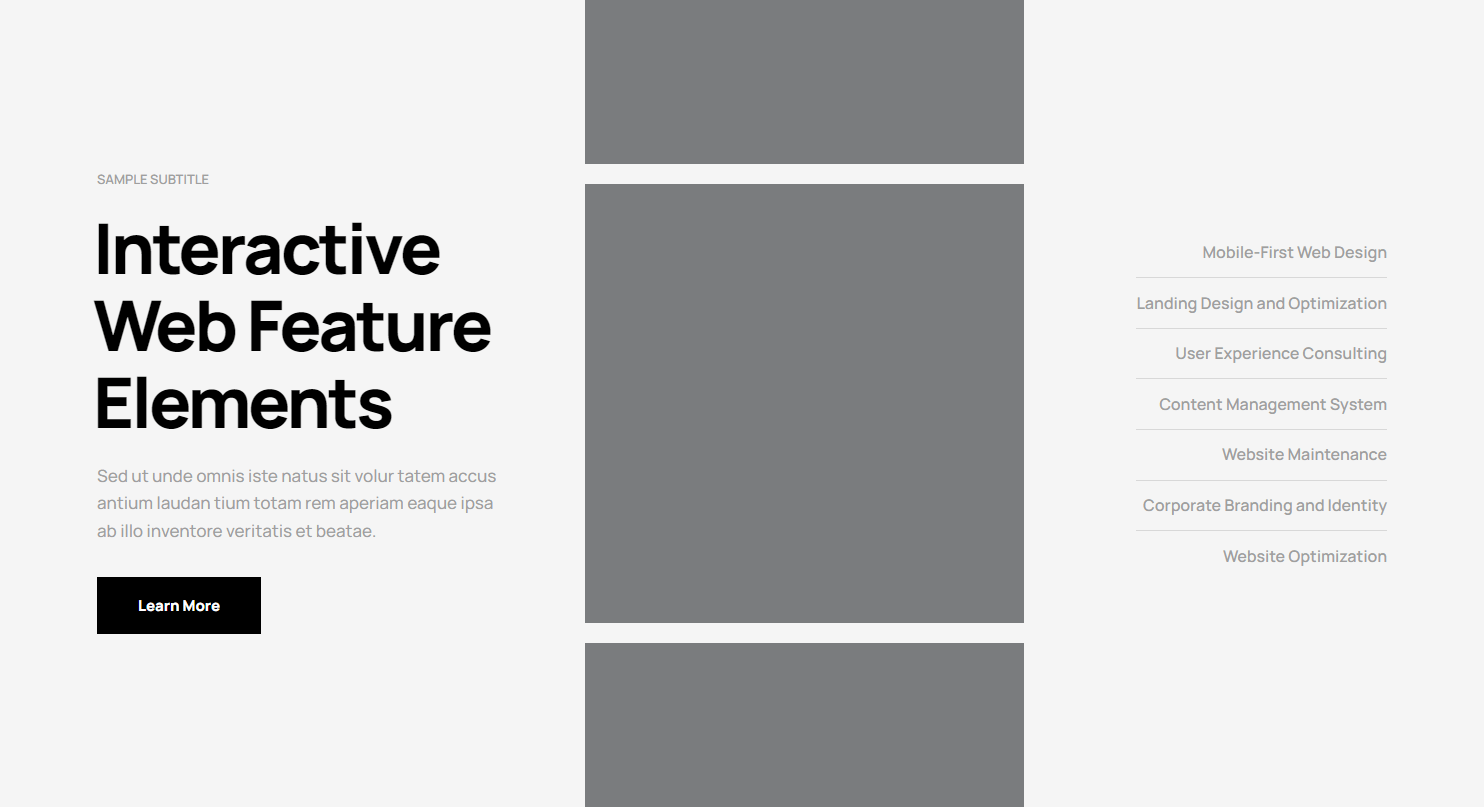 SAMPLE SUBTITLE
Interactive
Web Feature
Elements
Sed ut unde omnis iste natus sit volur tatem accus
antium laudan tium totam rem aperiam eaque ipsa
ab illo inventore veritatis et beatae.
Learn More
Mobile-First Web Design
Landing Design and Optimization
User Experience Consulting
Content Management System
Website Maintenance
Corporate Branding and Identity
Website Optimization